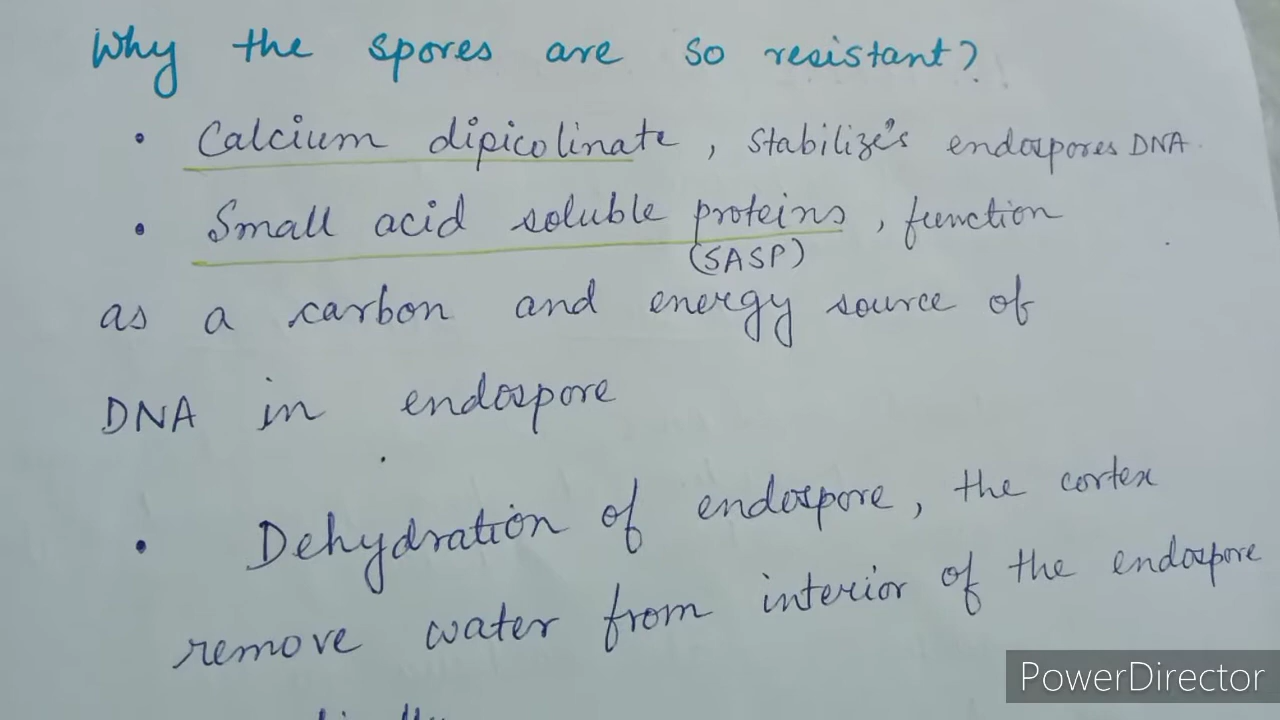 Why the spores are so resistant?
• Calcium dipicolinate, stabilize's endospores DNA.
• Small acid soluble proteins, function
(SASP)
as a carbon and energy source of
DNA in endospore
• Dehydration of endospore, the cortex
remove water from interior of the endospore
PowerDirector